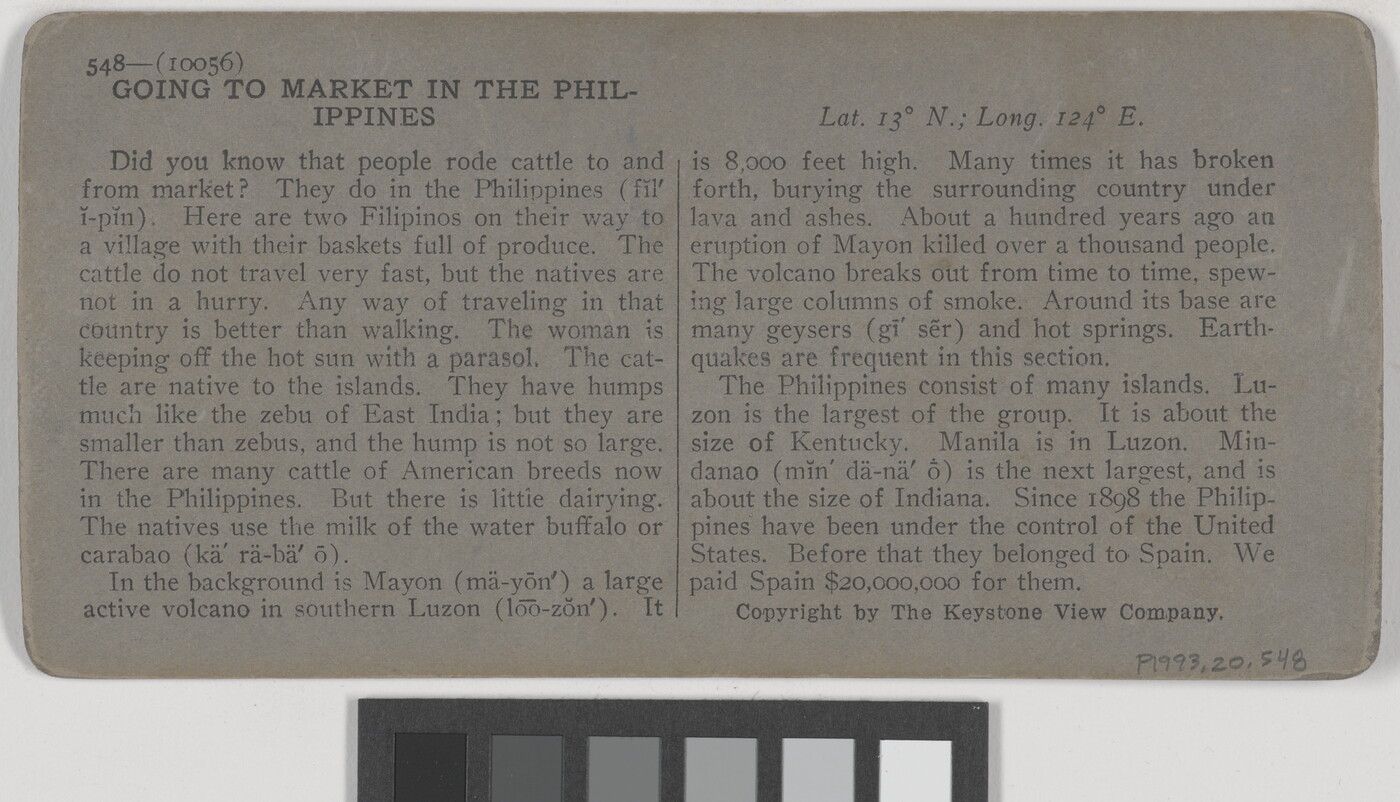 548—(10056)
GOING TO MARKET IN THE PHIL-
IPPINES
Did you know that people rode cattle to and
from market? They do in the Philippines (fĭl′
ĭ-pĭn). Here are two Filipinos on their way to
a village with their baskets full of produce. The
cattle do not travel very fast, but the natives are
not in a hurry. Any way of traveling in that
country is better than walking. The woman is
keeping off the hot sun with a parasol. The cat-
tle are native to the islands. They have humps
much like the zebu of East India; but they are
smaller than zebus, and the hump is not so large.
There are many cattle of American breeds now
in the Philippines. But there is little dairying.
The natives use the milk of the water buffalo or
carabao (kä′ rä-bä′ ō).
In the background is Mayon (mä-yōn′) a large
active volcano in southern Luzon (lo͞o-zŏn′). It
Lat. 13° N.; Long. 124° E.
is 8,000 feet high. Many times it has broken
forth, burying the surrounding country under
lava and ashes. About a hundred years ago an
eruption of Mayon killed over a thousand people.
The volcano breaks out from time to time, spew-
ing large columns of smoke. Around its base are
many geysers (gī′ sẽr) and hot springs. Earth-
quakes are frequent in this section.
The Philippines consist of many islands. Lu-
zon is the largest of the group. It is about the
size of Kentucky. Manila is in Luzon. Min-
danao (mĭn′ dä-nä′ ȯ) is the next largest, and is
about the size of Indiana. Since 1898 the Philip-
pines have been under the control of the United
States. Before that they belonged to Spain. We
paid Spain $20,000,000 for them.
Copyright by The Keystone View Company.
P1993.20.548